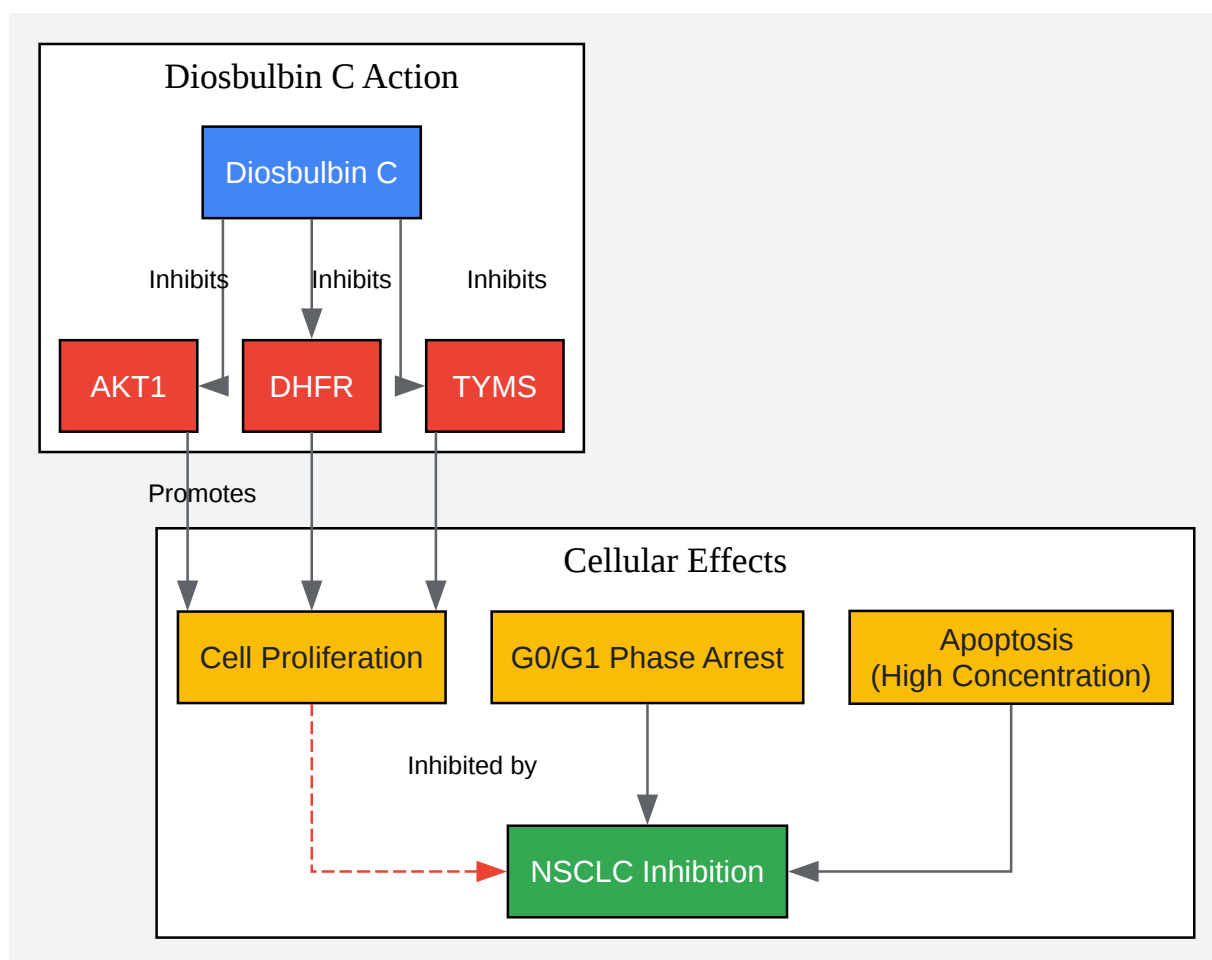 Diosbulbin C Action
Diosbulbin C
Inhibits
Inhibits
Inhibits
AKT1
DHFR
TYMS
Promotes
Cellular Effects
Cell Proliferation
G0/G1 Phase Arrest
Apoptosis
(High Concentration)
Inhibited by
NSCLC Inhibition